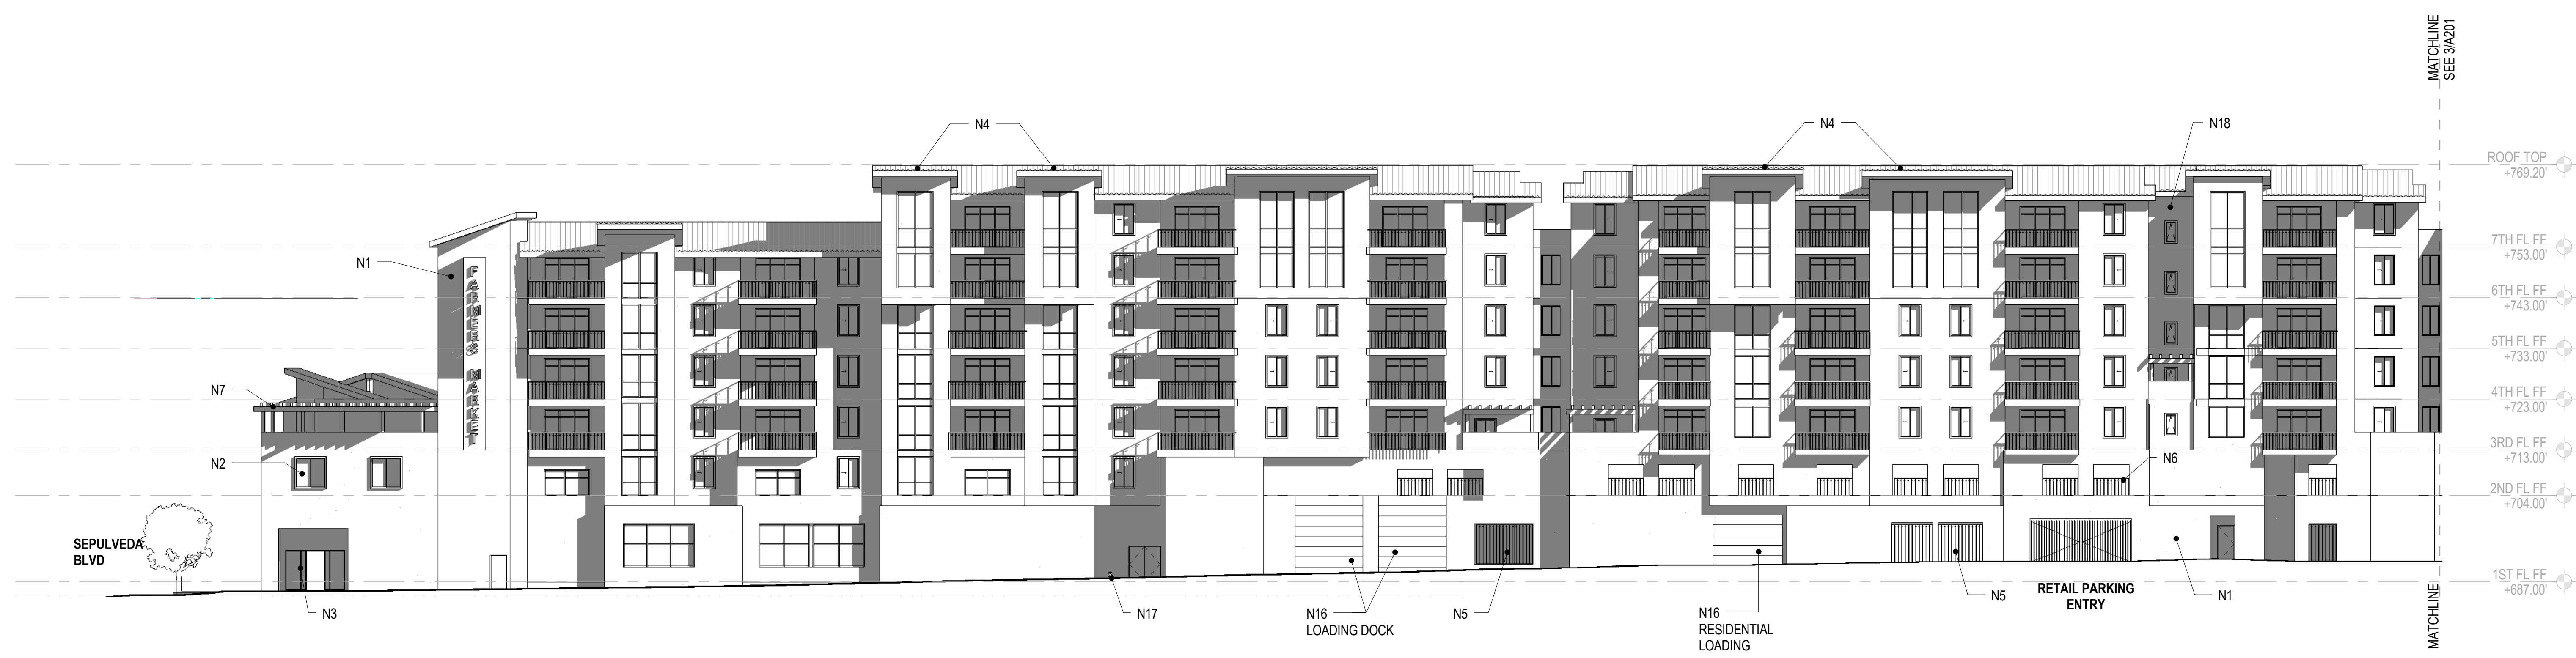 MATCHLINE
SEE 3/A201
N4
N4
N18
ROOF TOP
+769.20'
N1
FARMERS MARKET
7TH FL FF
+753.00'
6TH FL FF
+743.00'
5TH FL FF
+733.00'
N7
4TH FL FF
+723.00'
N2
3RD FL FF
+713.00'
N6
2ND FL FF
+704.00'
SEPULVEDA
BLVD
1ST FL FF
+687.00'
N3
N17
N16
LOADING DOCK
N5
N16
RESIDENTIAL
LOADING
N5
RETAIL PARKING
ENTRY
N1
MATCHLINE